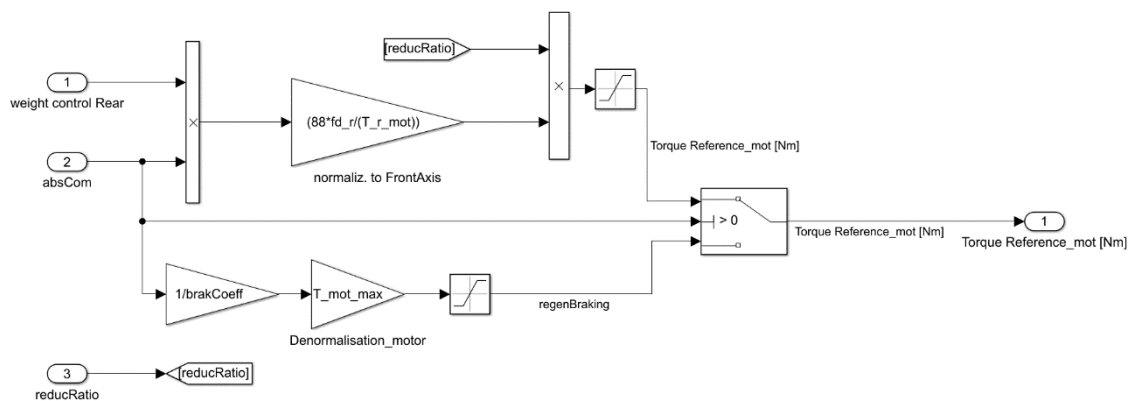 1
weight control Rear
2
absCom
×
(88*fd_r/(T_r_mot))
normaliz. to FrontAxis
[reducRatio]
×
Torque Reference_mot [Nm]
> 0
Torque Reference_mot [Nm]
1
Torque Reference_mot [Nm]
1/brakCoeff
T_mot_max
Denormalisation_motor
regenBraking
3
reducRatio
[reducRatio]